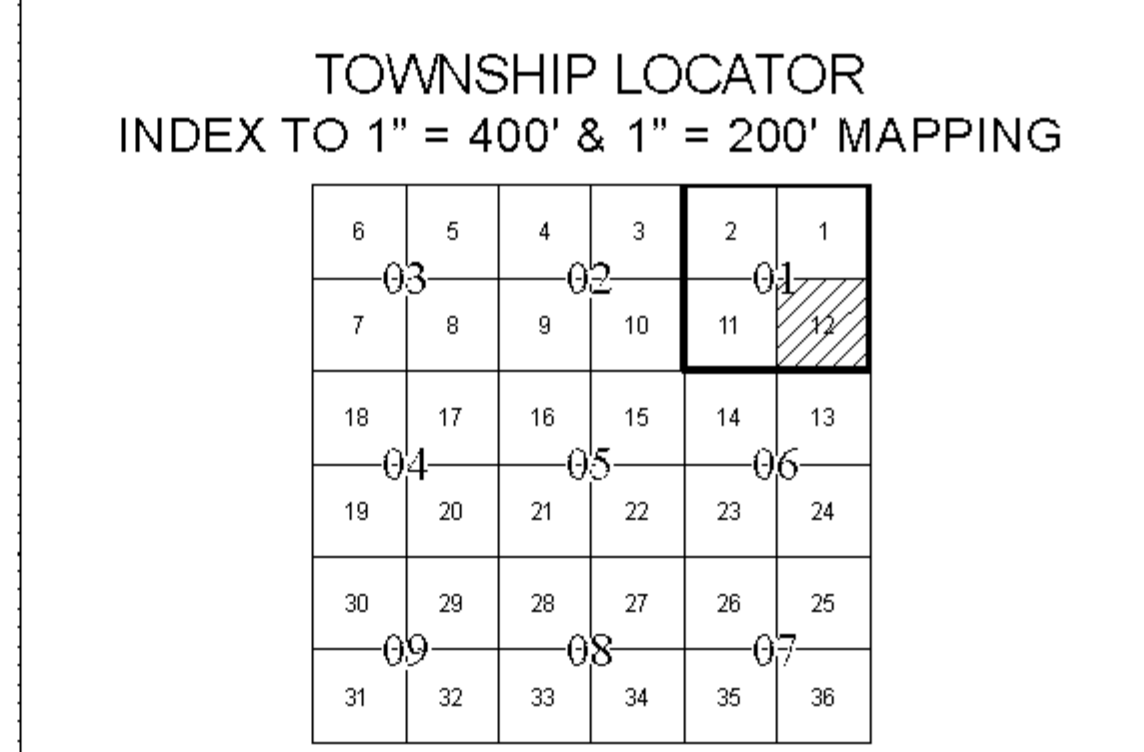 TOWNSHIP LOCATOR
INDEX TO 1" = 400' & 1" = 200' MAPPING
6 5 4 3 2 1
03 02 01
7 8 9 10 11 12
18 17 16 15 14 13
04 05 06
19 20 21 22 23 24
30 29 28 27 26 25
09 08 07
31 32 33 34 35 36